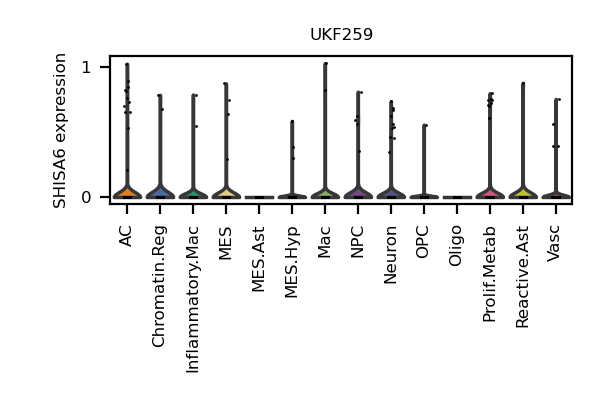 UKF259
SHISA6 expression
1
0
AC
Chromatin.Reg
Inflammatory.Mac
MES
MES.Ast
MES.Hyp
Mac
NPC
Neuron
OPC
Oligo
Prolif.Metab
Reactive.Ast
Vasc